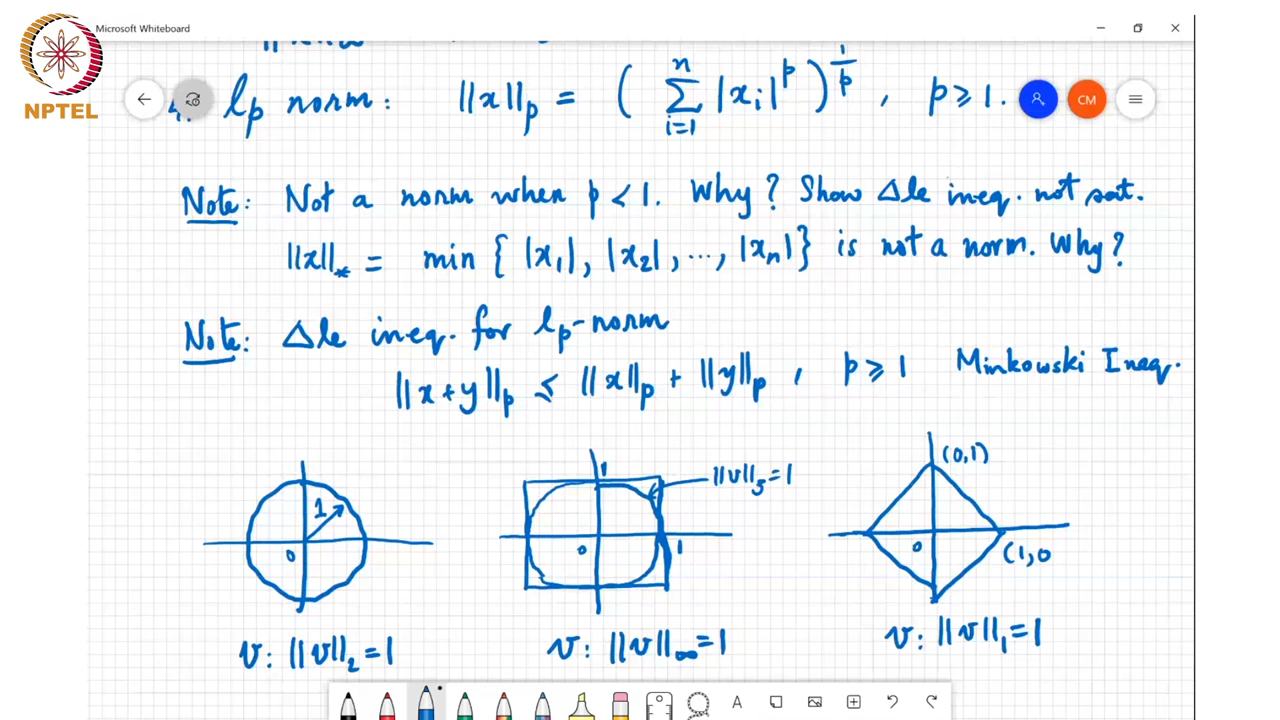 Microsoft Whiteboard
NPTEL
CM
lp norm: ||x||p = ( n Σ i=1 |xi|^p )^1/p , p ≥ 1.
Note: Not a norm when p < 1. Why? Show Δle ineq. not sat.
||x||* = min { |x1|, |x2|, ..., |xn| } is not a norm. Why?
Note: Δle ineq. for lp-norm
||x+y||p ≤ ||x||p + ||y||p , p ≥ 1 Minkowski Ineq.
1
0
1
0
1
||v||5 = 1
(0,1)
0
(1,0
v: ||v||2 = 1
v: ||v||∞ = 1
v: ||v||1 = 1
A